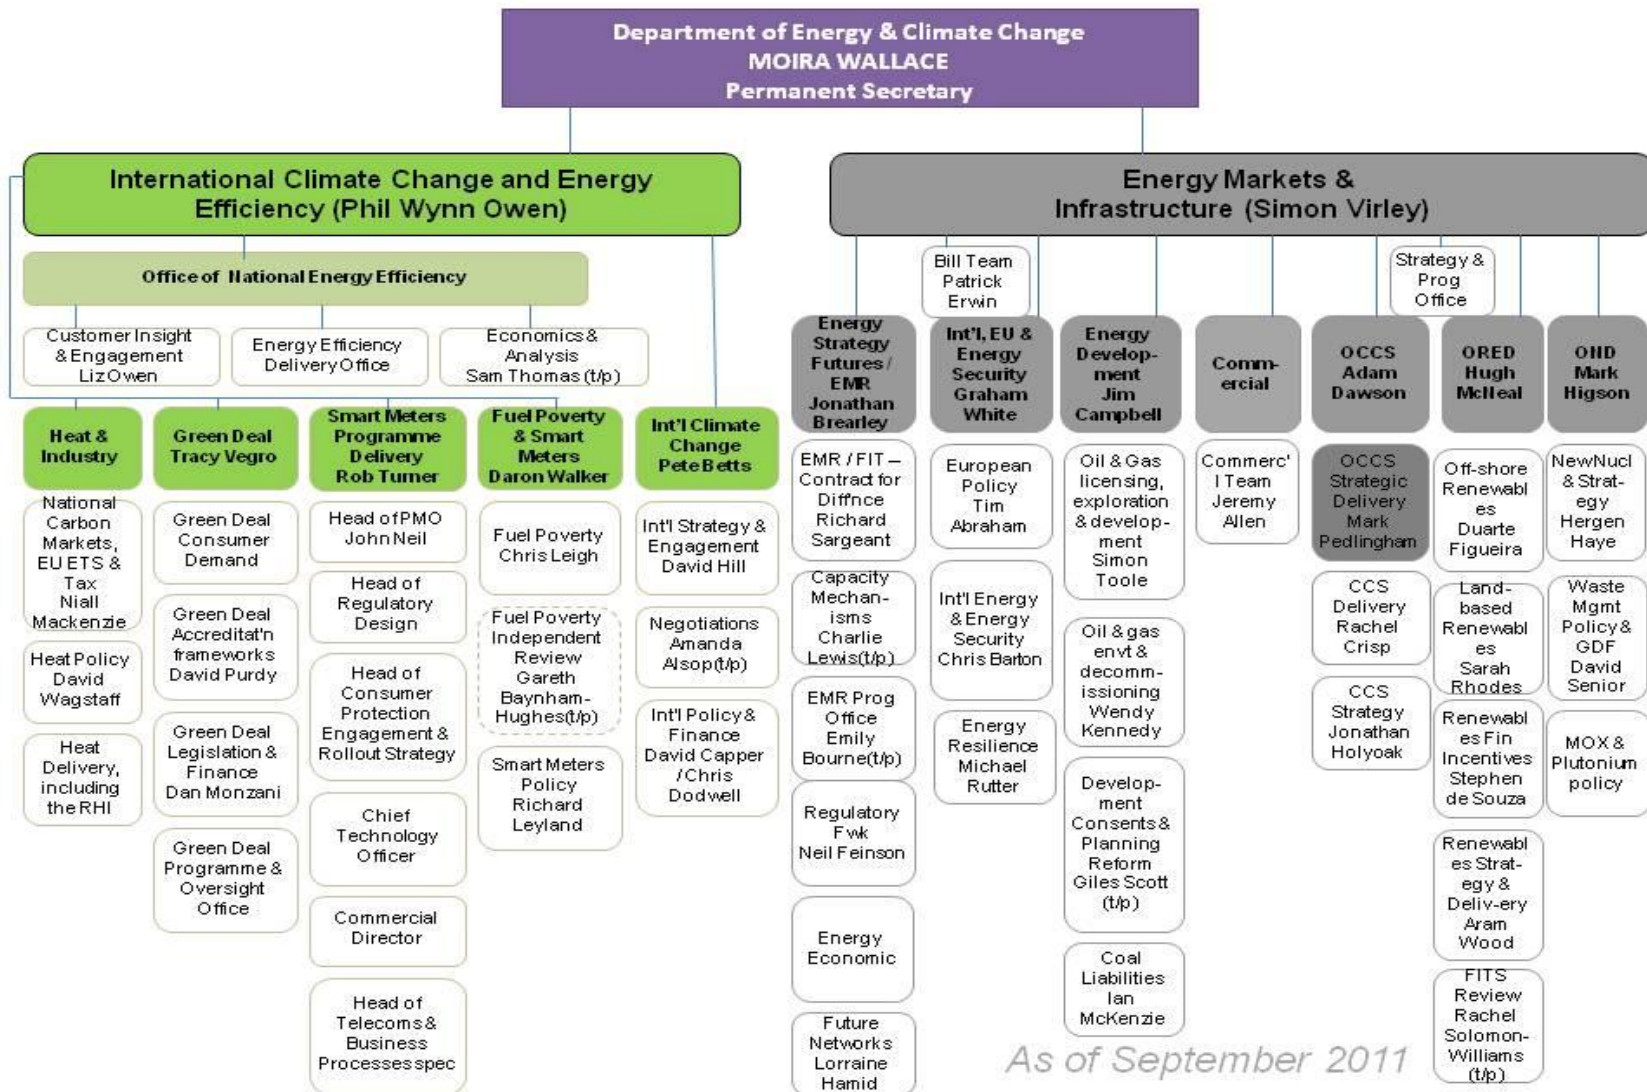 Department of Energy & Climate Change
MOIRA WALLACE
Permanent Secretary
International Climate Change and Energy
Efficiency (Phil Wynn Owen)
Energy Markets &
Infrastructure (Simon Virley)
Office of National Energy Efficiency
Customer Insight
& Engagement
Liz Owen
Energy Efficiency
Delivery Office
Economics &
Analysis
Sam Thomas (t/p)
Bill Team
Patrick
Erwin
Strategy &
Prog
Office
Heat &
Industry
National
Carbon
Markets,
EU ETS &
Tax
Niall
Mackenzie
Heat Policy
David
Wagstaff
Heat
Delivery,
including
the RHI
Green Deal
Tracy Vegro
Green Deal
Consumer
Demand
Green Deal
Accreditat'n
frameworks
David Purdy
Green Deal
Legislation &
Finance
Dan Monzani
Green Deal
Programme &
Oversight
Office
Smart Meters
Programme
Delivery
Rob Turner
Head of PMO
John Neil
Head of
Regulatory
Design
Head of
Consumer
Protection
Engagement &
Rollout Strategy
Chief
Technology
Officer
Commercial
Director
Head of
Telecoms &
Business
Processes spec
Fuel Poverty
& Smart
Meters
Daron Walker
Fuel Poverty
Chris Leigh
Fuel Poverty
Independent
Review
Gareth
Baynham-
Hughes(t/p)
Smart Meters
Policy
Richard
Leyland
Int'l Climate
Change
Pete Betts
Int'l Strategy &
Engagement
David Hill
Negotiations
Amanda
Alsop(t/p)
Int'l Policy &
Finance
David Capper
/ Chris
Dodwell
Energy
Strategy
Futures /
EMR
Jonathan
Brearley
EMR / FIT –
Contract for
Diff'nce
Richard
Sargeant
Capacity
Mechan-
isms
Charlie
Lewis(t/p)
EMR Prog
Office
Emily
Bourne(t/p)
Regulatory
Fwk
Neil Feinson
Energy
Economic
Future
Networks
Lorraine
Hamid
Int'l, EU &
Energy
Security
Graham
White
European
Policy
Tim
Abraham
Int'l Energy
& Energy
Security
Chris Barton
Energy
Resilience
Michael
Rutter
Energy
Develop-
ment
Jim
Campbell
Oil & Gas
licensing,
exploration
& develop-
ment
Simon
Toole
Oil & gas
envt &
decomm-
issioning
Wendy
Kennedy
Develop-
ment
Consents &
Planning
Reform
Giles Scott
(t/p)
Coal
Liabilities
Ian
McKenzie
Comm-
ercial
Commerc'
l Team
Jeremy
Allen
OCCS
Adam
Dawson
OCCS
Strategic
Delivery
Mark
Pedlingham
CCS
Delivery
Rachel
Crisp
CCS
Strategy
Jonathan
Holyoak
ORED
Hugh
McNeal
Off-shore
Renewabl
es
Duarte
Figueira
Land-
based
Renewabl
es
Sarah
Rhodes
Renewabl
es Fin
Incentives
Stephen
de Souza
Renewabl
es Strat-
egy &
Deliv-ery
Aram
Wood
FITS
Review
Rachel
Solomon-
Williams
(t/p)
OND
Mark
Higson
NewNucl
& Strat-
egy
Hergen
Haye
Waste
Mgmt
Policy &
GDF
David
Senior
MOX &
Plutonium
policy
As of September 2011